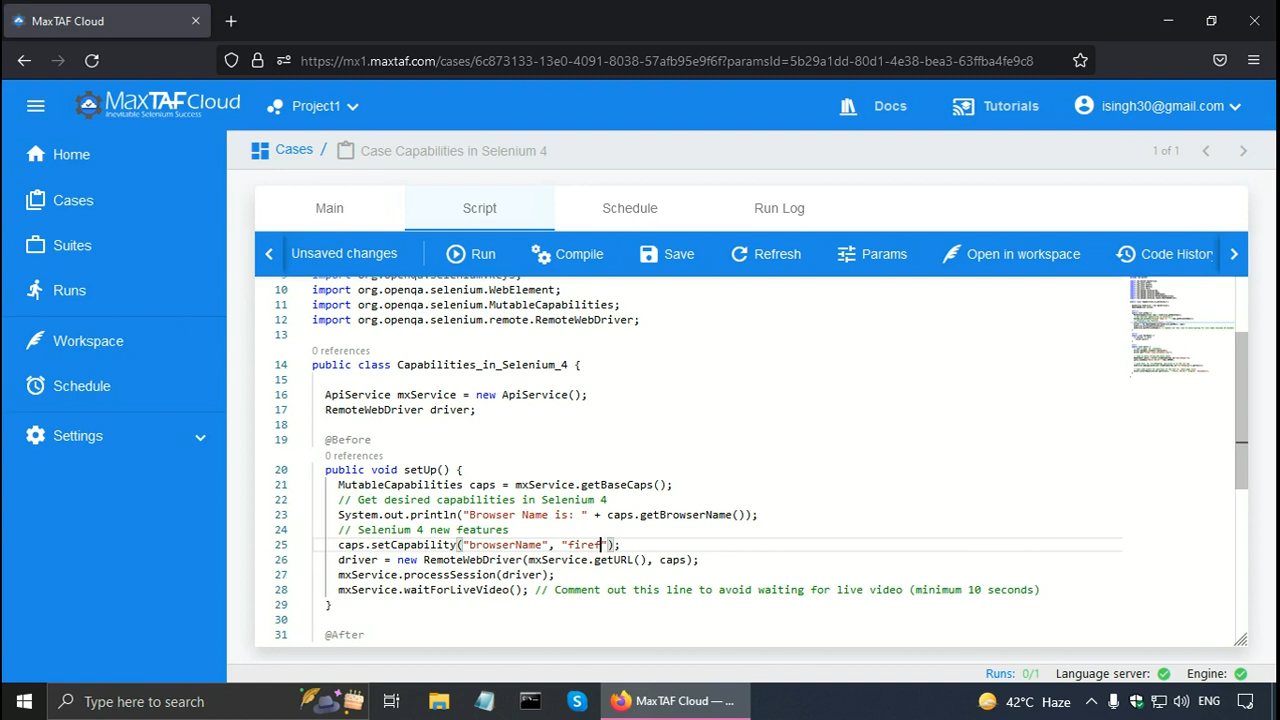 MaxTAF Cloud
https://mx1.maxtaf.com/cases/6c873133-13e0-4091-8038-57afb95e9f6f?paramsId=5b29a1dd-80d1-4e38-bea3-63ffba4fe9c8
MaxTAFCloud
Inevitable Selenium Success
Project1
Docs
Tutorials
isingh30@gmail.com
Home
Cases
Suites
Runs
Workspace
Schedule
Settings
Cases /
Case Capabilities in Selenium 4
1 of 1
Main
Script
Schedule
Run Log
Unsaved changes
Run
Compile
Save
Refresh
Params
Open in workspace
Code History
10 import org.openqa.selenium.WebElement;
11 import org.openqa.selenium.MutableCapabilities;
12 import org.openqa.selenium.remote.RemoteWebDriver;
13
0 references
14 public class Capabilities_in_Selenium_4 {
15
16 ApiService mxService = new ApiService();
17 RemoteWebDriver driver;
18
19 @Before
0 references
20 public void setUp() {
21 MutableCapabilities caps = mxService.getBaseCaps();
22 // Get desired capabilities in Selenium 4
23 System.out.println("Browser Name is: " + caps.getBrowserName());
24 // Selenium 4 new features
25 caps.setCapability("browserName", "firef");
26 driver = new RemoteWebDriver(mxService.getURL(), caps);
27 mxService.processSession(driver);
28 mxService.waitForLiveVideo(); // Comment out this line to avoid waiting for live video (minimum 10 seconds)
29 }
30
31 @After
Runs: 0/1
Language server:
Engine:
Type here to search
MaxTAF Cloud — ...
42°C Haze
ENG